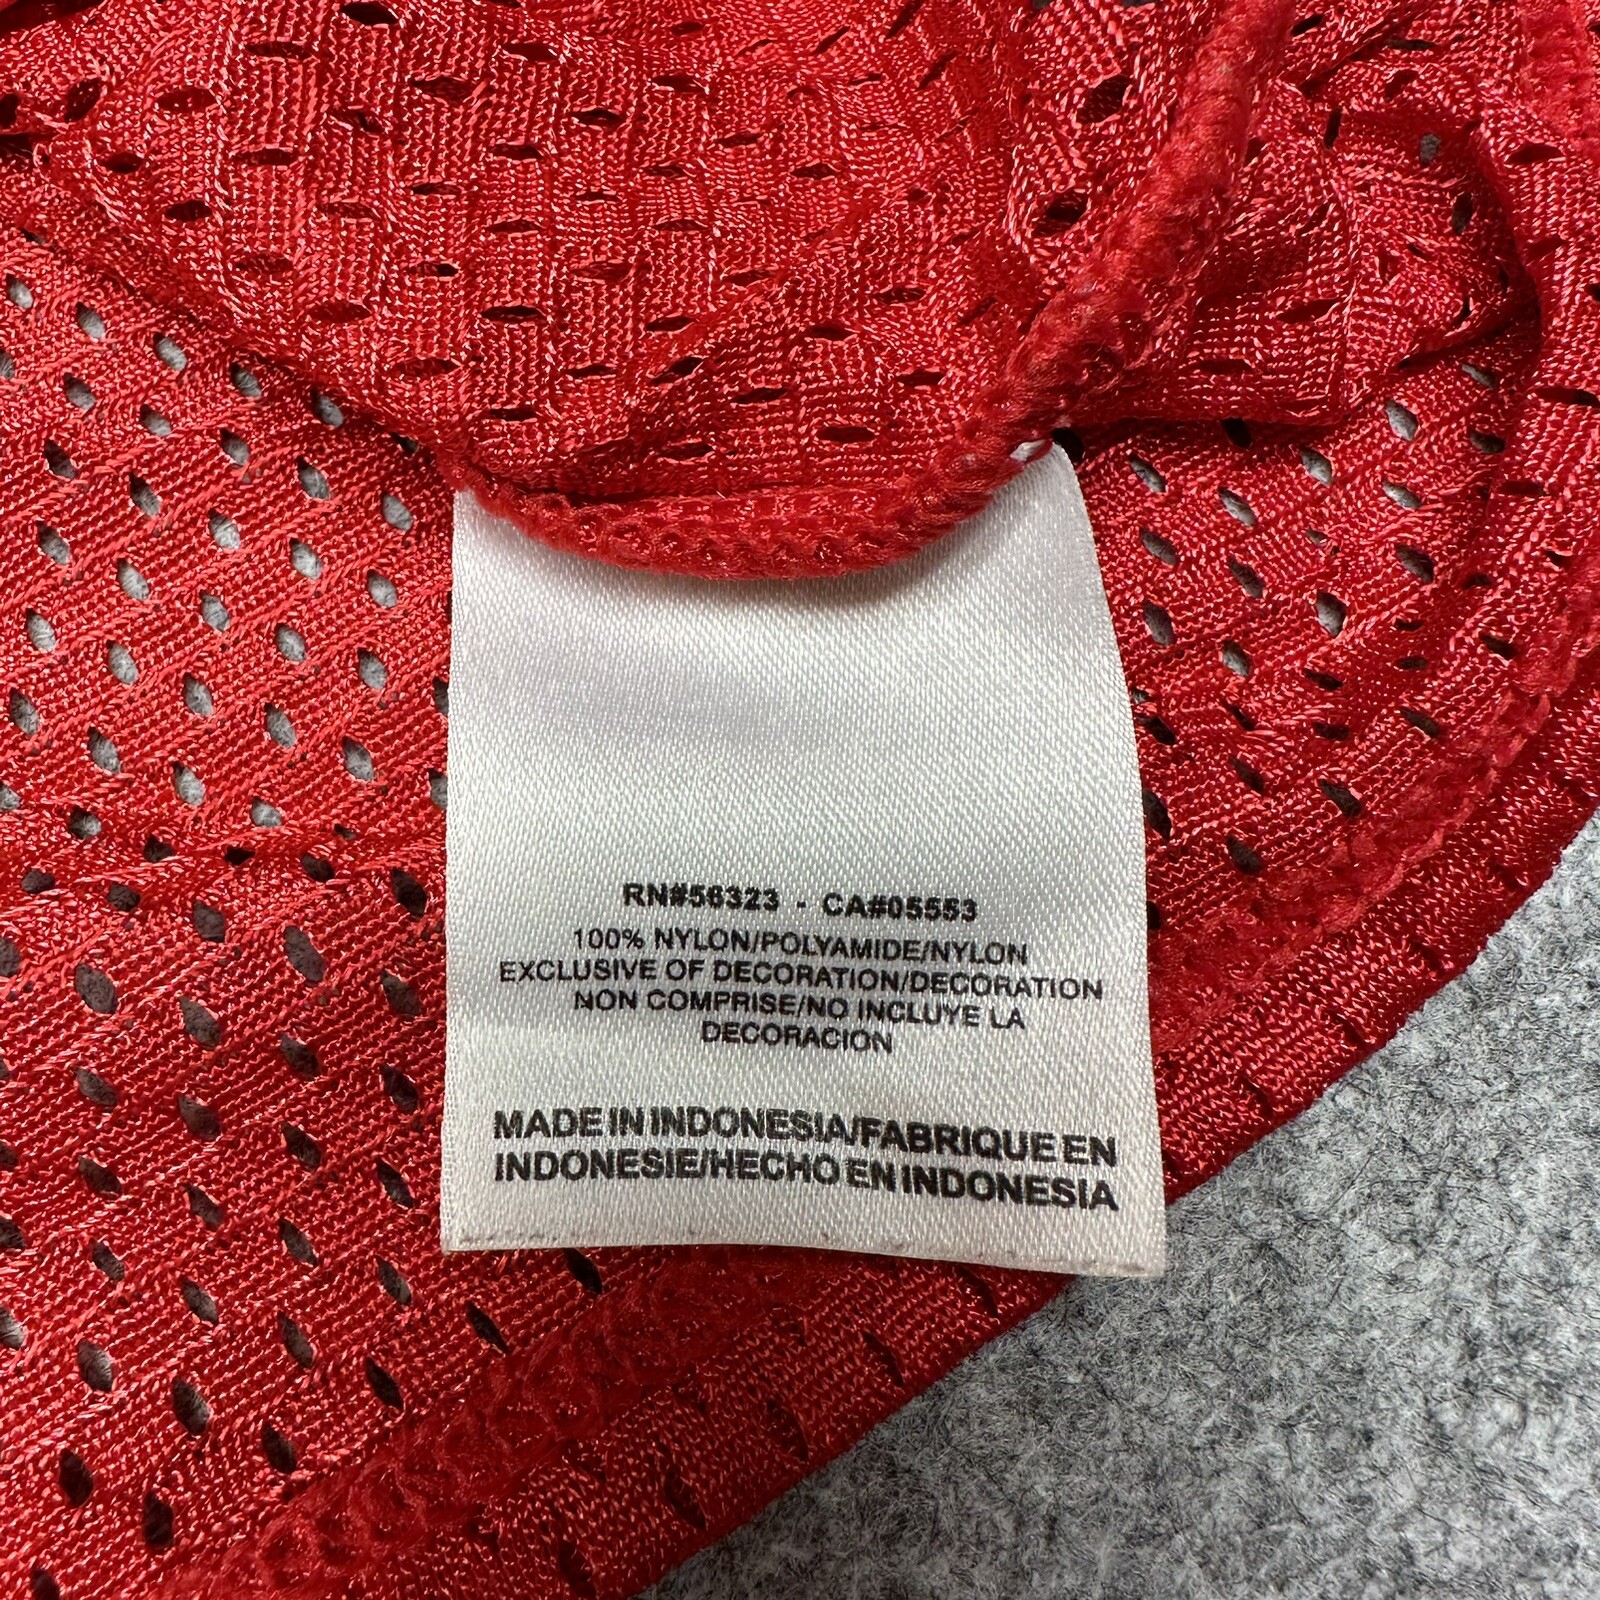 RN#56323 - CA#05553
100% NYLON/POLYAMIDE/NYLON
EXCLUSIVE OF DECORATION/DECORATION
NON COMPRISE/NO INCLUYE LA
DECORACION
MADE IN INDONESIA/FABRIQUE EN
INDONESIE/HECHO EN INDONESIA